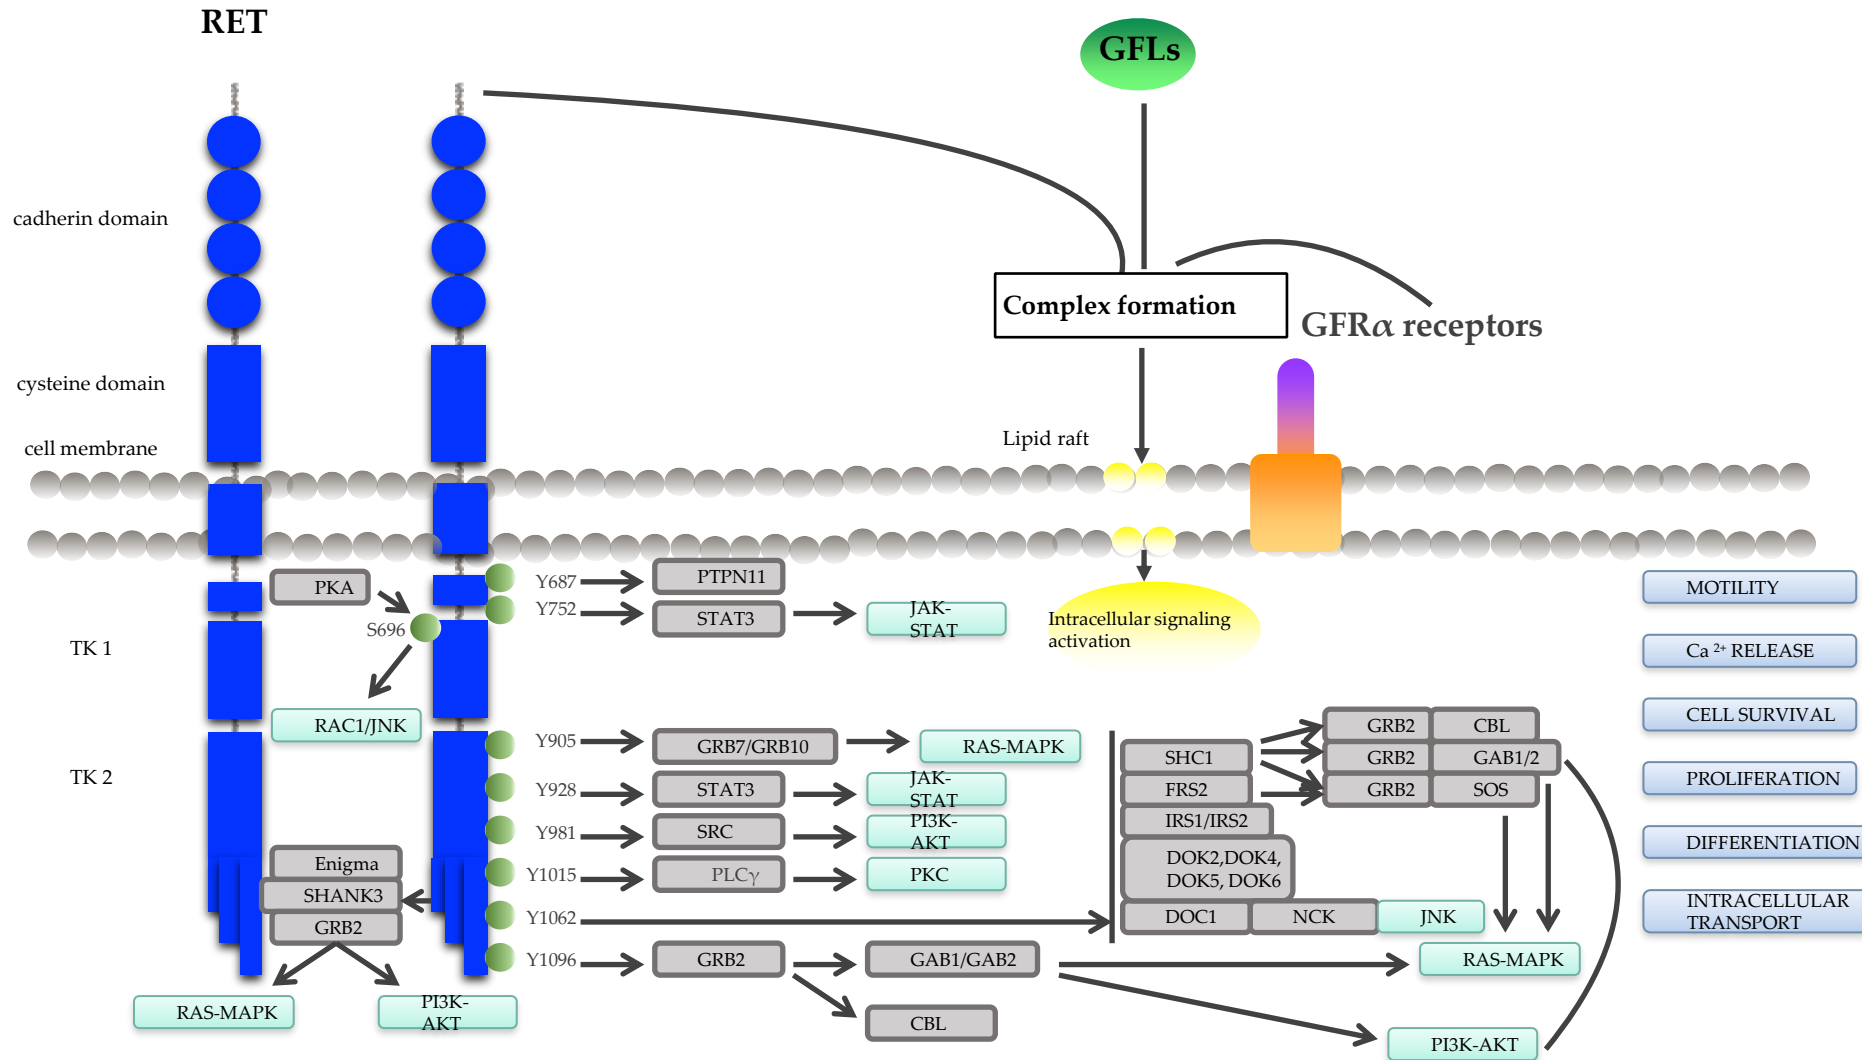 RET
GFLs
cadherin domain
Complex formation
GFRα receptors
cysteine domain
cell membrane
Lipid raft
PKA
S696
RAC1/JNK
TK 1
TK 2
Y687
PTPN11
Y752
STAT3
JAK-
STAT
Intracellular signaling
activation
Y905
GRB7/GRB10
RAS-MAPK
Y928
STAT3
JAK-
STAT
Y981
SRC
PI3K-
AKT
Y1015
PLCγ
PKC
Y1062
Y1096
GRB2
GAB1/GAB2
CBL
Enigma
SHANK3
GRB2
RAS-MAPK
PI3K-
AKT
SHC1
FRS2
IRS1/IRS2
DOK2,DOK4,
DOK5, DOK6
DOC1
NCK
JNK
GRB2
CBL
GRB2
GAB1/2
GRB2
SOS
RAS-MAPK
PI3K-AKT
MOTILITY
Ca 2+ RELEASE
CELL SURVIVAL
PROLIFERATION
DIFFERENTIATION
INTRACELLULAR
TRANSPORT